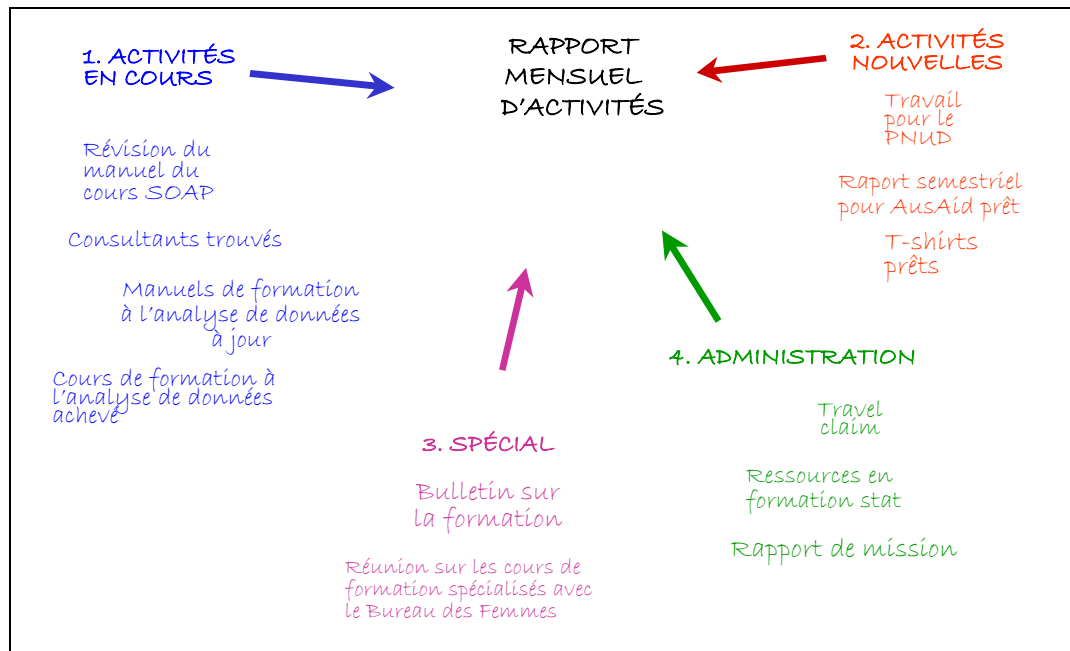 RAPPORT
MENSUEL
D'ACTIVITÉS
1. ACTIVITÉS
EN COURS
Révision du
manuel du
cours SOAP
Consultants trouvés
Manuels de formation
à l'analyse de données
à jour
Cours de formation à
l'analyse de données
achevé
2. ACTIVITÉS
NOUVELLES
Travail
pour le
PNUD
Raport semestriel
pour AusAid prêt
T-shirts
prêts
3. SPÉCIAL
Bulletin sur
la formation
Réunion sur les cours de
formation spécialisés avec
le Bureau des Femmes
4. ADMINISTRATION
Travel
claim
Ressources en
formation stat
Rapport de mission